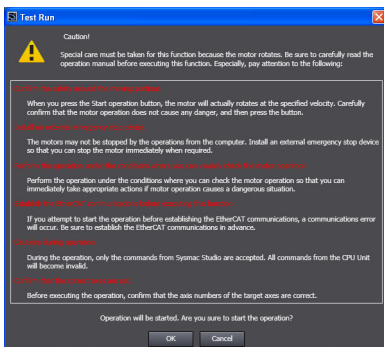 Test Run
Caution!
Special care must be taken for this function because the motor rotates. Be sure to carefully read the
operation manual before executing this function. Especially, pay attention to the following:
When you press the Start operation button, the motor will actually rotates at the specified velocity. Carefully
confirm that the motor operation does not cause any danger, and then press the button.
The motors may not be stopped by the operations from the computer. Install an external emergency stop device
so that you can stop the motor immediately when required.
Perform the operation under the conditions where you can check the motor operation so that you can
immediately take appropriate actions if motor operation causes a dangerous situation.
If you attempt to start the operation before establishing the EtherCAT communications, a communications error
will occur. Be sure to establish the EtherCAT communications in advance.
During the operation, only the commands from Sysmac Studio are accepted. All commands from the CPU Unit
will become invalid.
Before executing the operation, confirm that the axis numbers of the target axes are correct.
Operation will be started. Are you sure to start the operation?
OK
Cancel